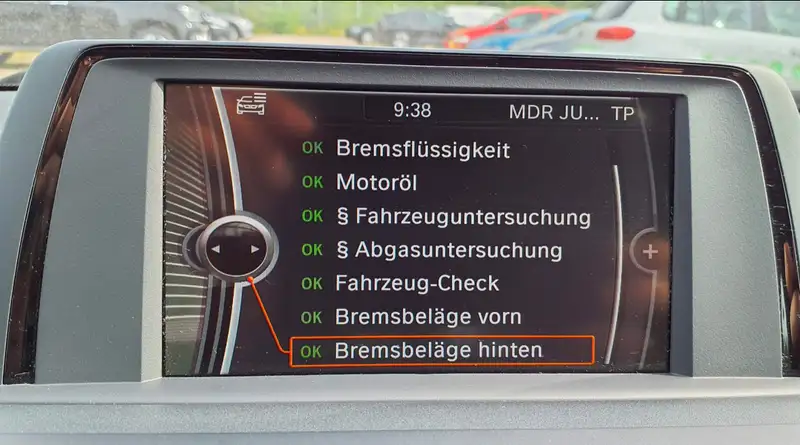 9:38 MDR JU... TP
OK Bremsflüssigkeit
OK Motoröl
OK § Fahrzeuguntersuchung
OK § Abgasuntersuchung
OK Fahrzeug-Check
OK Bremsbeläge vorn
OK Bremsbeläge hinten
+